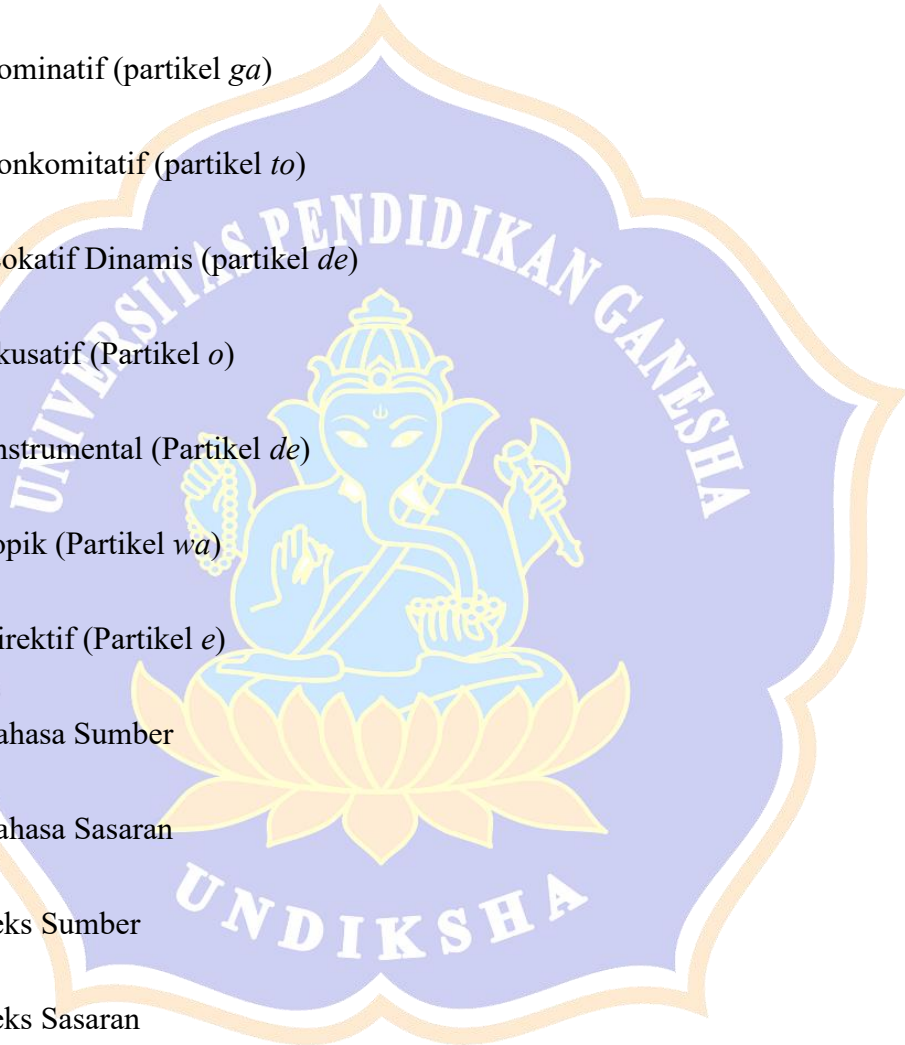 ominatif (partikel ga)
onkomitatif (partikel to)
okatif Dinamis (partikel de)
kusatif (Partikel o)
nstrumental (Partikel de)
opik (Partikel wa)
irektif (Partikel e)
ahasa Sumber
ahasa Sasaran
eks Sumber
eks Sasaran
UNIVERSITAS PENDIDIKAN GANESHA
UNDIKSHA